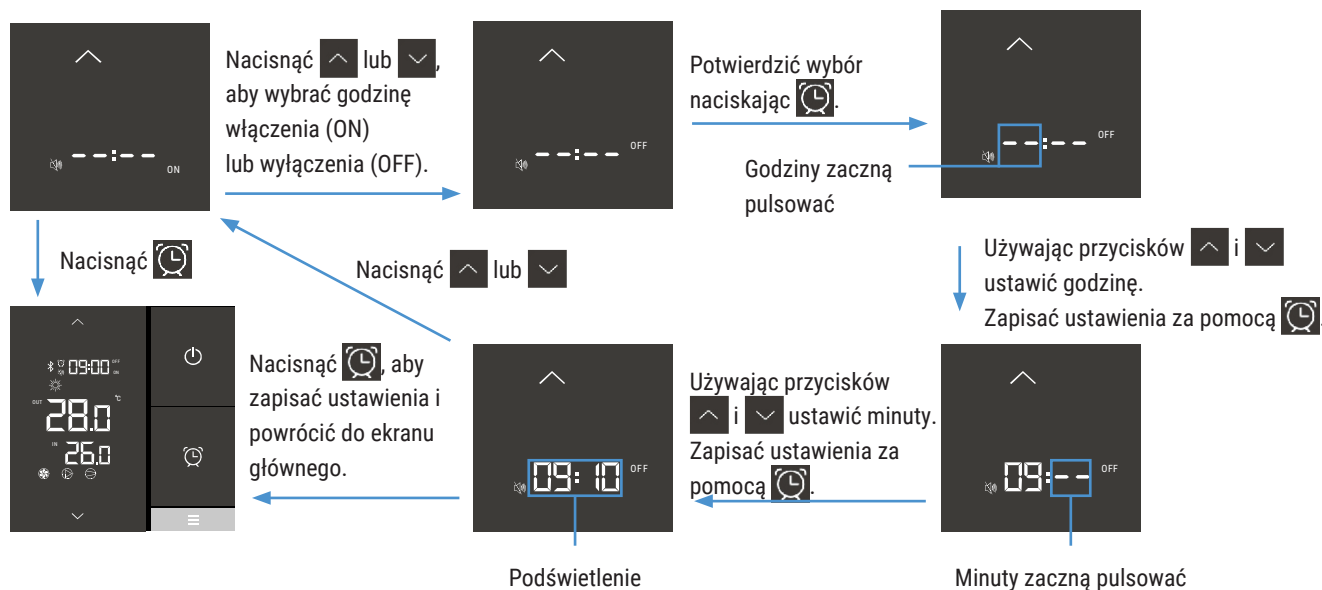 Nacisnąć lub ,
aby wybrać godzinę
włączenia (ON)
lub wyłączenia (OFF).
--:-- ON
--:-- OFF
Potwierdzić wybór
naciskając .
--:-- OFF
Godziny zaczną
pulsować
Nacisnąć
Nacisnąć lub
Używając przycisków i
ustawić godzinę.
Zapisać ustawienia za pomocą .
09:00 OFF
ON
OUT 28.0 °C
IN 26.0
Nacisnąć , aby
zapisać ustawienia i
powrócić do ekranu
głównego.
09:10 OFF
Podświetlenie
Używając przycisków
i ustawić minuty.
Zapisać ustawienia za
pomocą .
09:-- OFF
Minuty zaczną pulsować